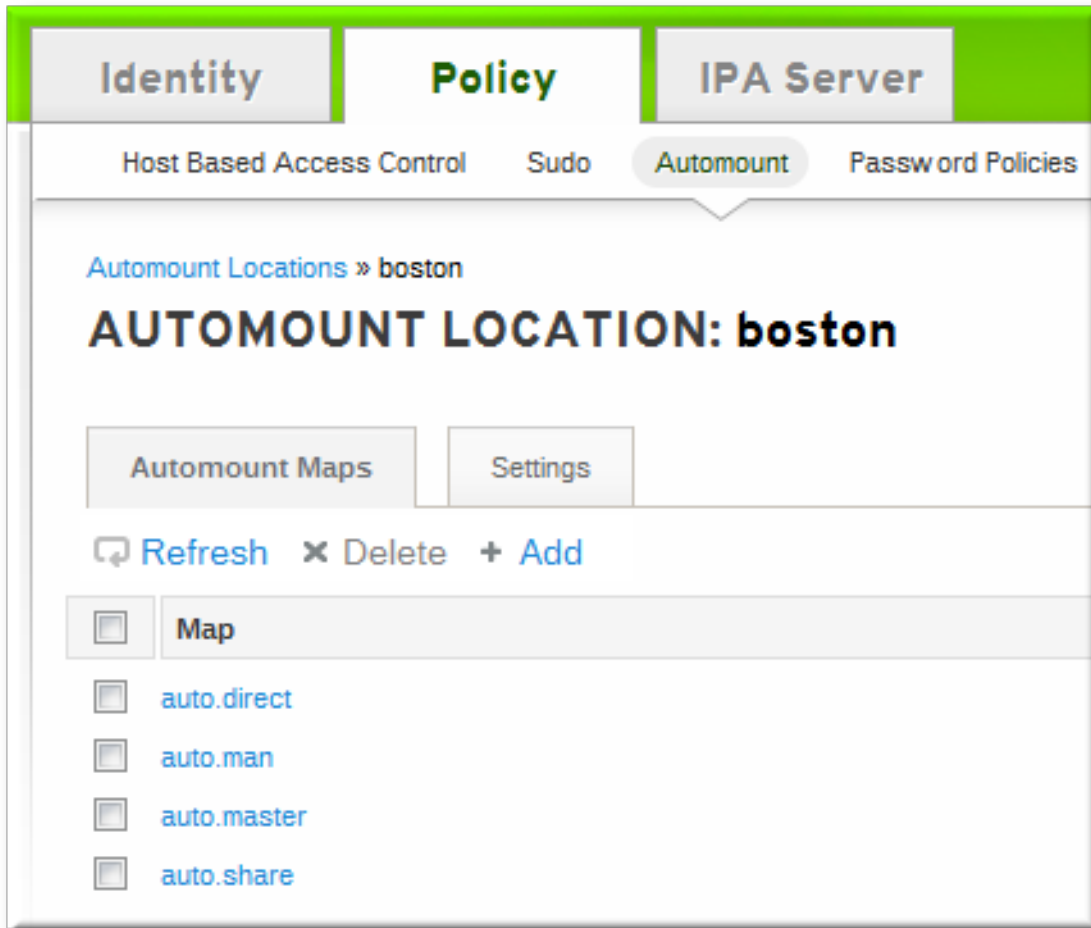 Identity Policy IPA Server
Host Based Access Control Sudo Automount Password Policies
Automount Locations » boston
AUTOMOUNT LOCATION: boston
Automount Maps Settings
Refresh Delete + Add
Map
auto.direct
auto.man
auto.master
auto.share